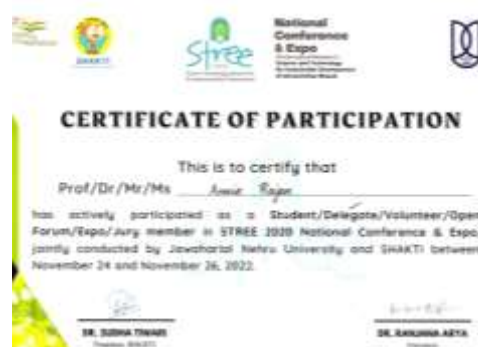 SHAKTI
Stree
National
Conference
& Expo
CERTIFICATE OF PARTICIPATION
This is to certify that
Prof/Dr/Mr/Ms Annie Rajan
has actively participated as a Student/Delegate/Volunteer/Open
Forum/Expo/Jury member in STREE 2020 National Conference & Expo
jointly conducted by Jawaharlal Nehru University and SHAKTI between
November 24 and November 26, 2022.
DR. SUDHA TIWARI
DR. RANJANA ARYA